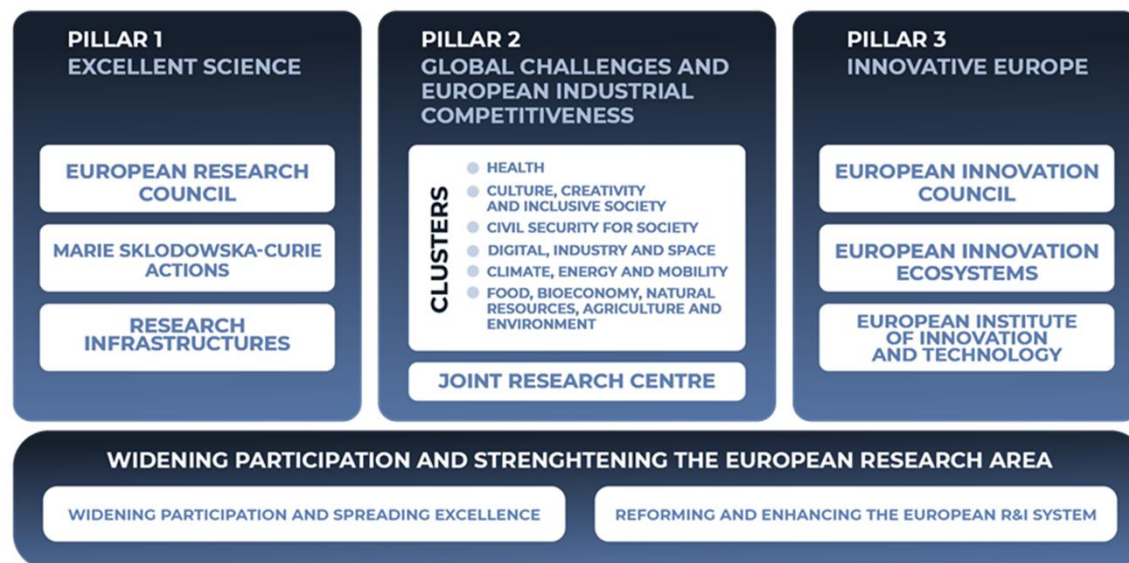 PILLAR 1
EXCELLENT SCIENCE
EUROPEAN RESEARCH
COUNCIL
MARIE SKLODOWSKA-CURIE
ACTIONS
RESEARCH
INFRASTRUCTURES
PILLAR 2
GLOBAL CHALLENGES AND
EUROPEAN INDUSTRIAL
COMPETITIVENESS
CLUSTERS
HEALTH
CULTURE, CREATIVITY
AND INCLUSIVE SOCIETY
CIVIL SECURITY FOR SOCIETY
DIGITAL, INDUSTRY AND SPACE
CLIMATE, ENERGY AND MOBILITY
FOOD, BIOECONOMY, NATURAL
RESOURCES, AGRICULTURE AND
ENVIRONMENT
JOINT RESEARCH CENTRE
PILLAR 3
INNOVATIVE EUROPE
EUROPEAN INNOVATION
COUNCIL
EUROPEAN INNOVATION
ECOSYSTEMS
EUROPEAN INSTITUTE
OF INNOVATION
AND TECHNOLOGY
WIDENING PARTICIPATION AND STRENGHTENING THE EUROPEAN RESEARCH AREA
WIDENING PARTICIPATION AND SPREADING EXCELLENCE
REFORMING AND ENHANCING THE EUROPEAN R&I SYSTEM